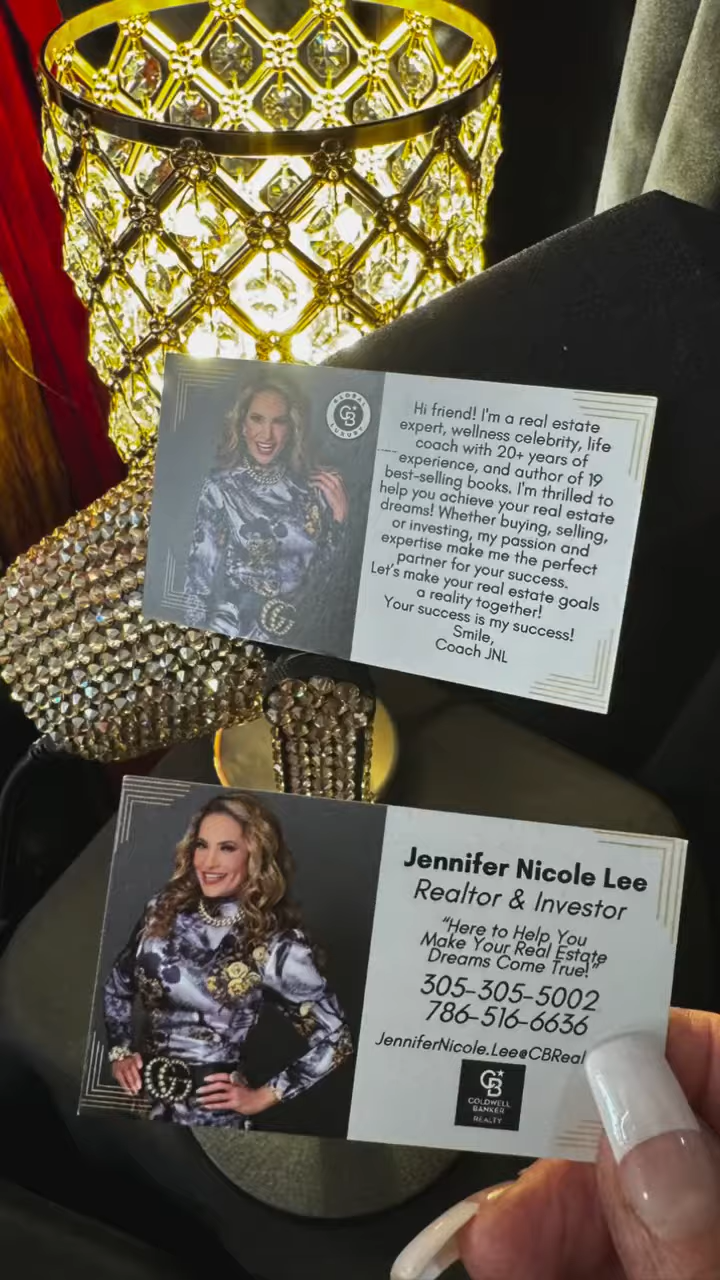 GLOBAL
CB
LUXURY
Hi friend! I'm a real estate
expert, wellness celebrity, life
coach with 20+ years of
experience, and author of 19
best-selling books. I'm thrilled to
help you achieve your real estate
dreams! Whether buying, selling,
or investing, my passion and
expertise make me the perfect
partner for your success.
Let's make your real estate goals
a reality together!
Your success is my success!
Smile,
Coach JNL
Jennifer Nicole Lee
Realtor & Investor
"Here to Help You
Make Your Real Estate
Dreams Come True!"
305-305-5002
786-516-6636
JenniferNicole.Lee@CBReal
CB
COLDWELL
BANKER
REALTY